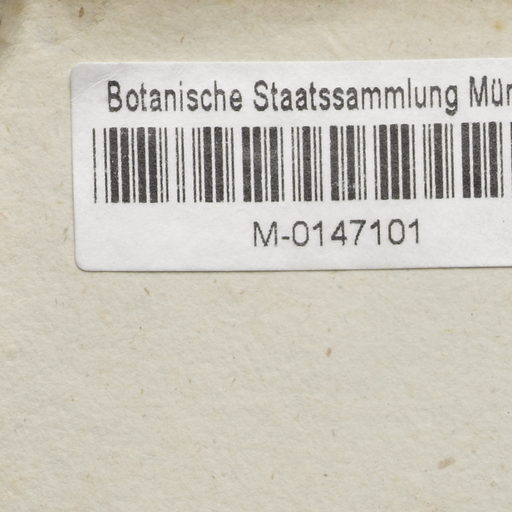 Botanische Staatssammlung Mün
M-0147101